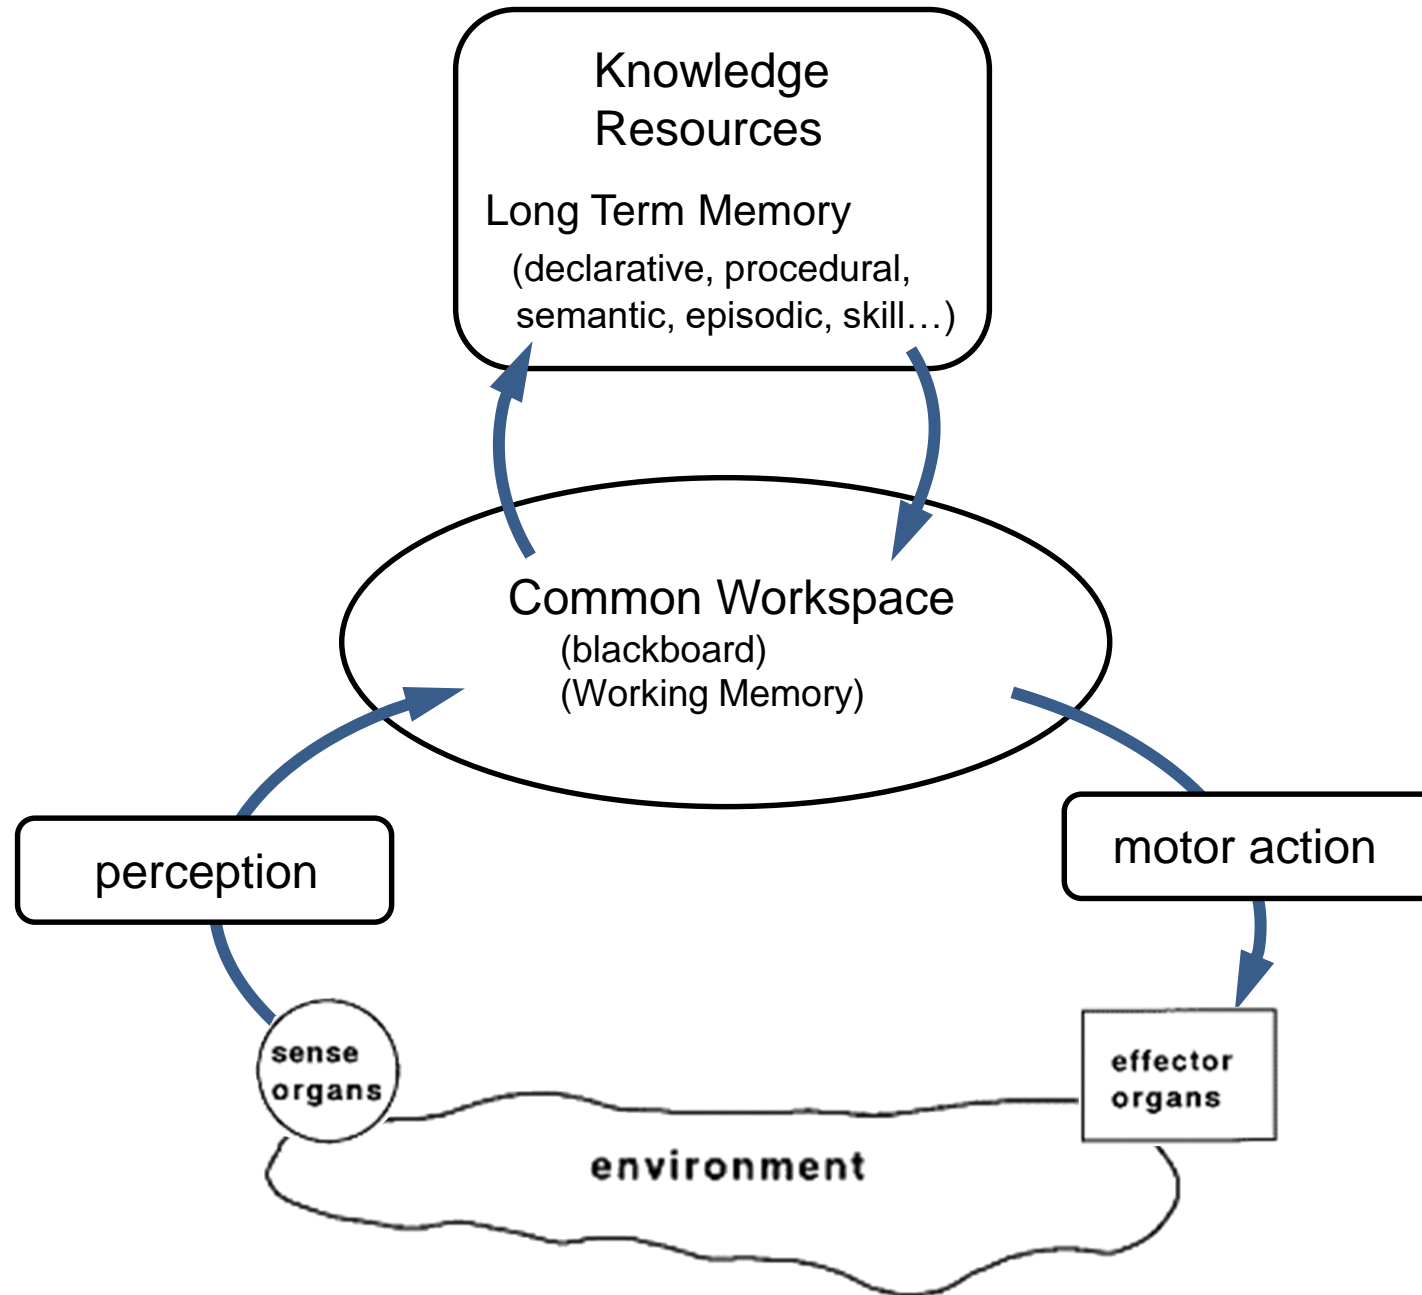 Knowledge
Resources
Long Term Memory
(declarative, procedural,
semantic, episodic, skill…)
Common Workspace
(blackboard)
(Working Memory)
perception
motor action
sense
organs
effector
organs
environment